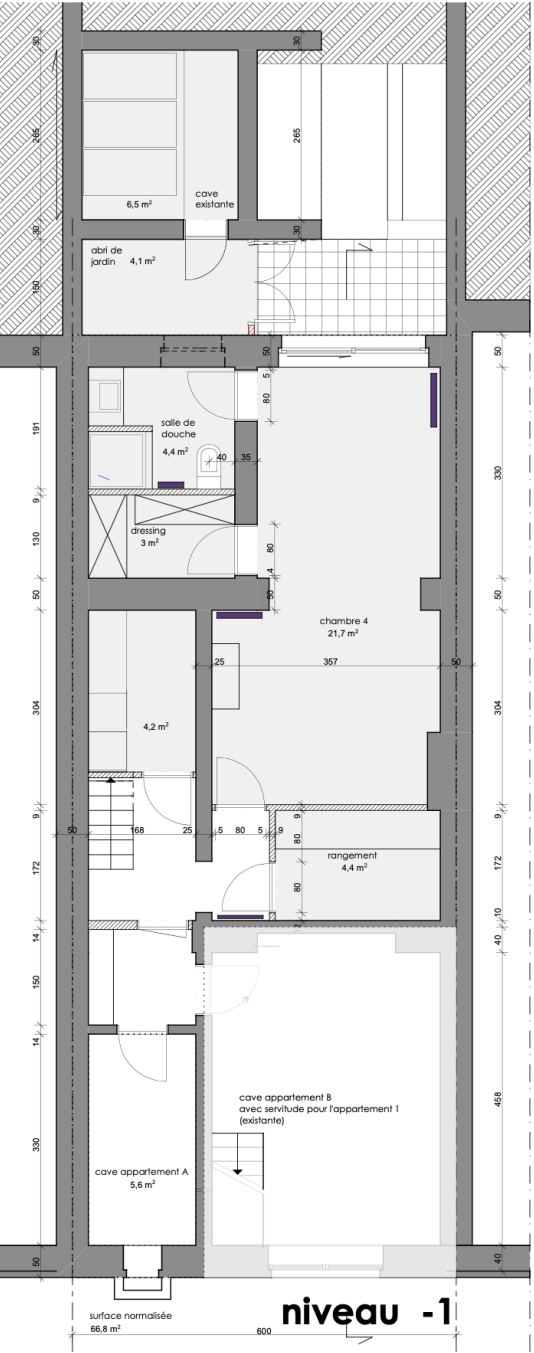 30
30
265
265
6,5 m²
cave
existante
30
30
abri de
jardin 4,1 m²
150
50
50
50
5
80
191
salle de
douche
4,4 m²
40 35
330
9
130
dressing
3 m²
80
4
50
50
50
chambre 4
21,7 m²
25 357 50
304
4,2 m²
304
9
9
9
50 168 25 5 80 5 9
80
172
rangement
4,4 m²
172
80
10
14
2
40
150
14
cave appartement B
avec servitude pour l'appartement 1
(existante)
458
330
cave appartement A
5,6 m²
50
40
niveau -1
surface normalisée
66,8 m²
600